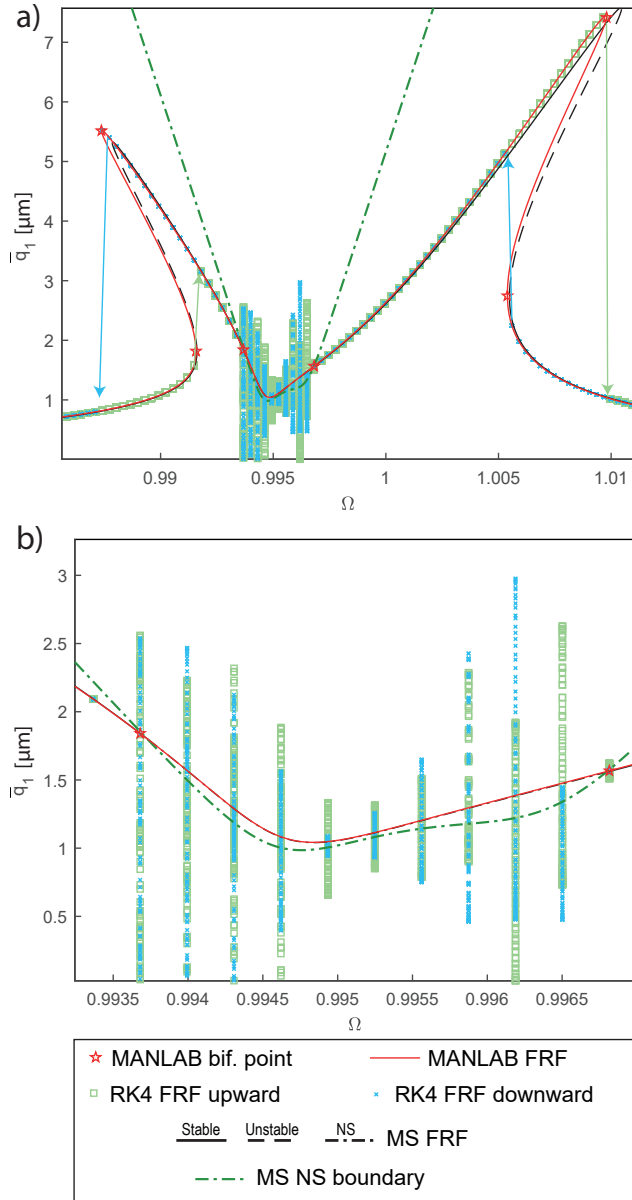 a)
7
6
5
4
3
2
1
q̅₁ [µm]
0.99 0.995 1 1.005 1.01
Ω
b)
3
2.5
2
1.5
1
0.5
q̅₁ [µm]
0.9935 0.994 0.9945 0.995 0.9955 0.996 0.9965
Ω
MANLAB bif. point MANLAB FRF
RK4 FRF upward RK4 FRF downward
Stable Unstable NS MS FRF
MS NS boundary